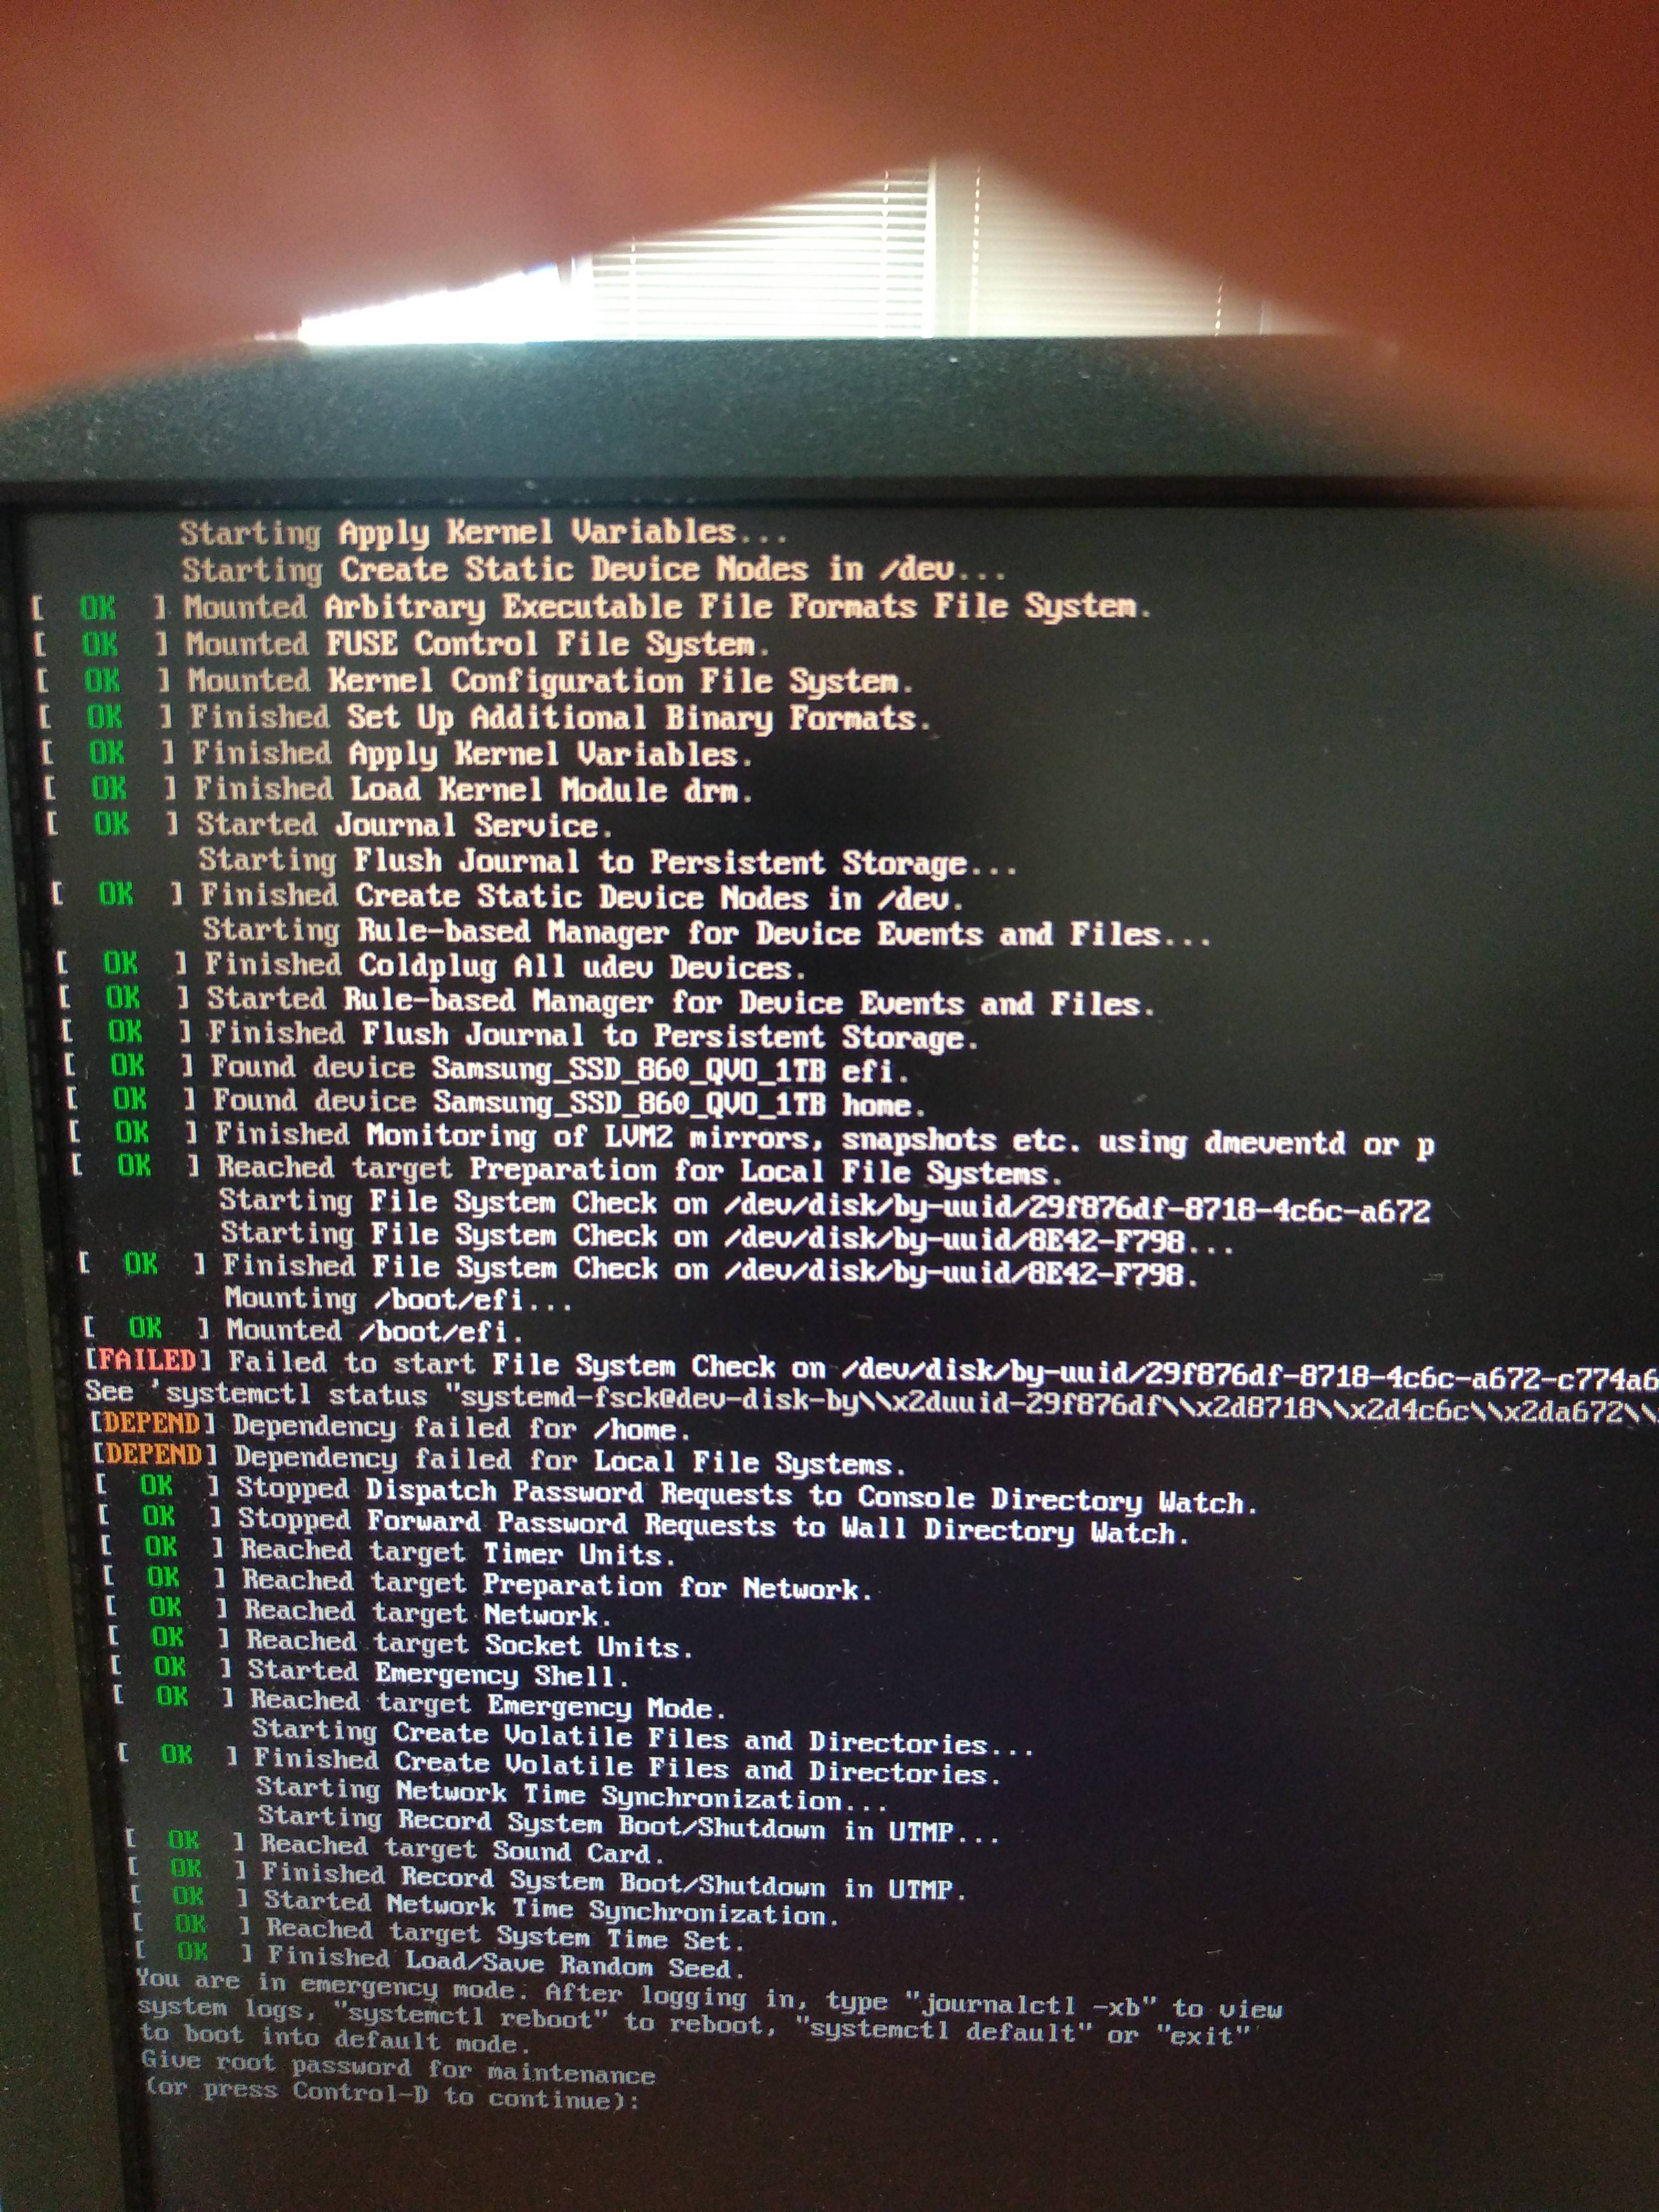 Starting Apply Kernel Variables...
Starting Create Static Device Nodes in /dev...
[  OK  ] Mounted Arbitrary Executable File Formats File System.
[  OK  ] Mounted FUSE Control File System.
[  OK  ] Mounted Kernel Configuration File System.
[  OK  ] Finished Set Up Additional Binary Formats.
[  OK  ] Finished Apply Kernel Variables.
[  OK  ] Finished Load Kernel Module drm.
[  OK  ] Started Journal Service.
Starting Flush Journal to Persistent Storage...
[  OK  ] Finished Create Static Device Nodes in /dev.
Starting Rule-based Manager for Device Events and Files...
[  OK  ] Finished Coldplug All udev Devices.
[  OK  ] Started Rule-based Manager for Device Events and Files.
[  OK  ] Finished Flush Journal to Persistent Storage.
[  OK  ] Found device Samsung_SSD_860_QVO_1TB efi.
[  OK  ] Found device Samsung_SSD_860_QVO_1TB home.
[  OK  ] Finished Monitoring of LVM2 mirrors, snapshots etc. using dmeventd or p
[  OK  ] Reached target Preparation for Local File Systems.
Starting File System Check on /dev/disk/by-uuid/29f876df-8718-4c6c-a672
Starting File System Check on /dev/disk/by-uuid/8E42-F798...
[  OK  ] Finished File System Check on /dev/disk/by-uuid/8E42-F798.
Mounting /boot/efi...
[  OK  ] Mounted /boot/efi.
[FAILED] Failed to start File System Check on /dev/disk/by-uuid/29f876df-8718-4c6c-a672-c774a6
See 'systemctl status "systemd-fsck@dev-disk-by\\x2duuid-29f876df\\x2d8718\\x2d4c6c\\x2da672\\
[DEPEND] Dependency failed for /home.
[DEPEND] Dependency failed for Local File Systems.
[  OK  ] Stopped Dispatch Password Requests to Console Directory Watch.
[  OK  ] Stopped Forward Password Requests to Wall Directory Watch.
[  OK  ] Reached target Timer Units.
[  OK  ] Reached target Preparation for Network.
[  OK  ] Reached target Network.
[  OK  ] Reached target Socket Units.
[  OK  ] Started Emergency Shell.
[  OK  ] Reached target Emergency Mode.
Starting Create Volatile Files and Directories...
[  OK  ] Finished Create Volatile Files and Directories.
Starting Network Time Synchronization...
Starting Record System Boot/Shutdown in UTMP...
[  OK  ] Reached target Sound Card.
[  OK  ] Finished Record System Boot/Shutdown in UTMP.
[  OK  ] Started Network Time Synchronization.
[  OK  ] Reached target System Time Set.
[  OK  ] Finished Load/Save Random Seed.
You are in emergency mode. After logging in, type "journalctl -xb" to view
system logs, "systemctl reboot" to reboot, "systemctl default" or "exit"
to boot into default mode.
Give root password for maintenance
(or press Control-D to continue):